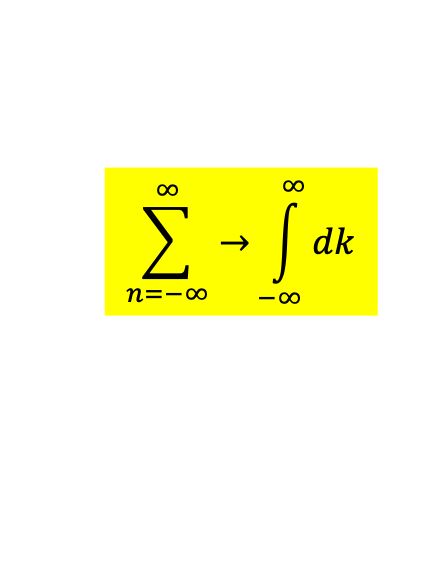 ∞ ∞
∑ → ∫ dk
n=−∞ −∞